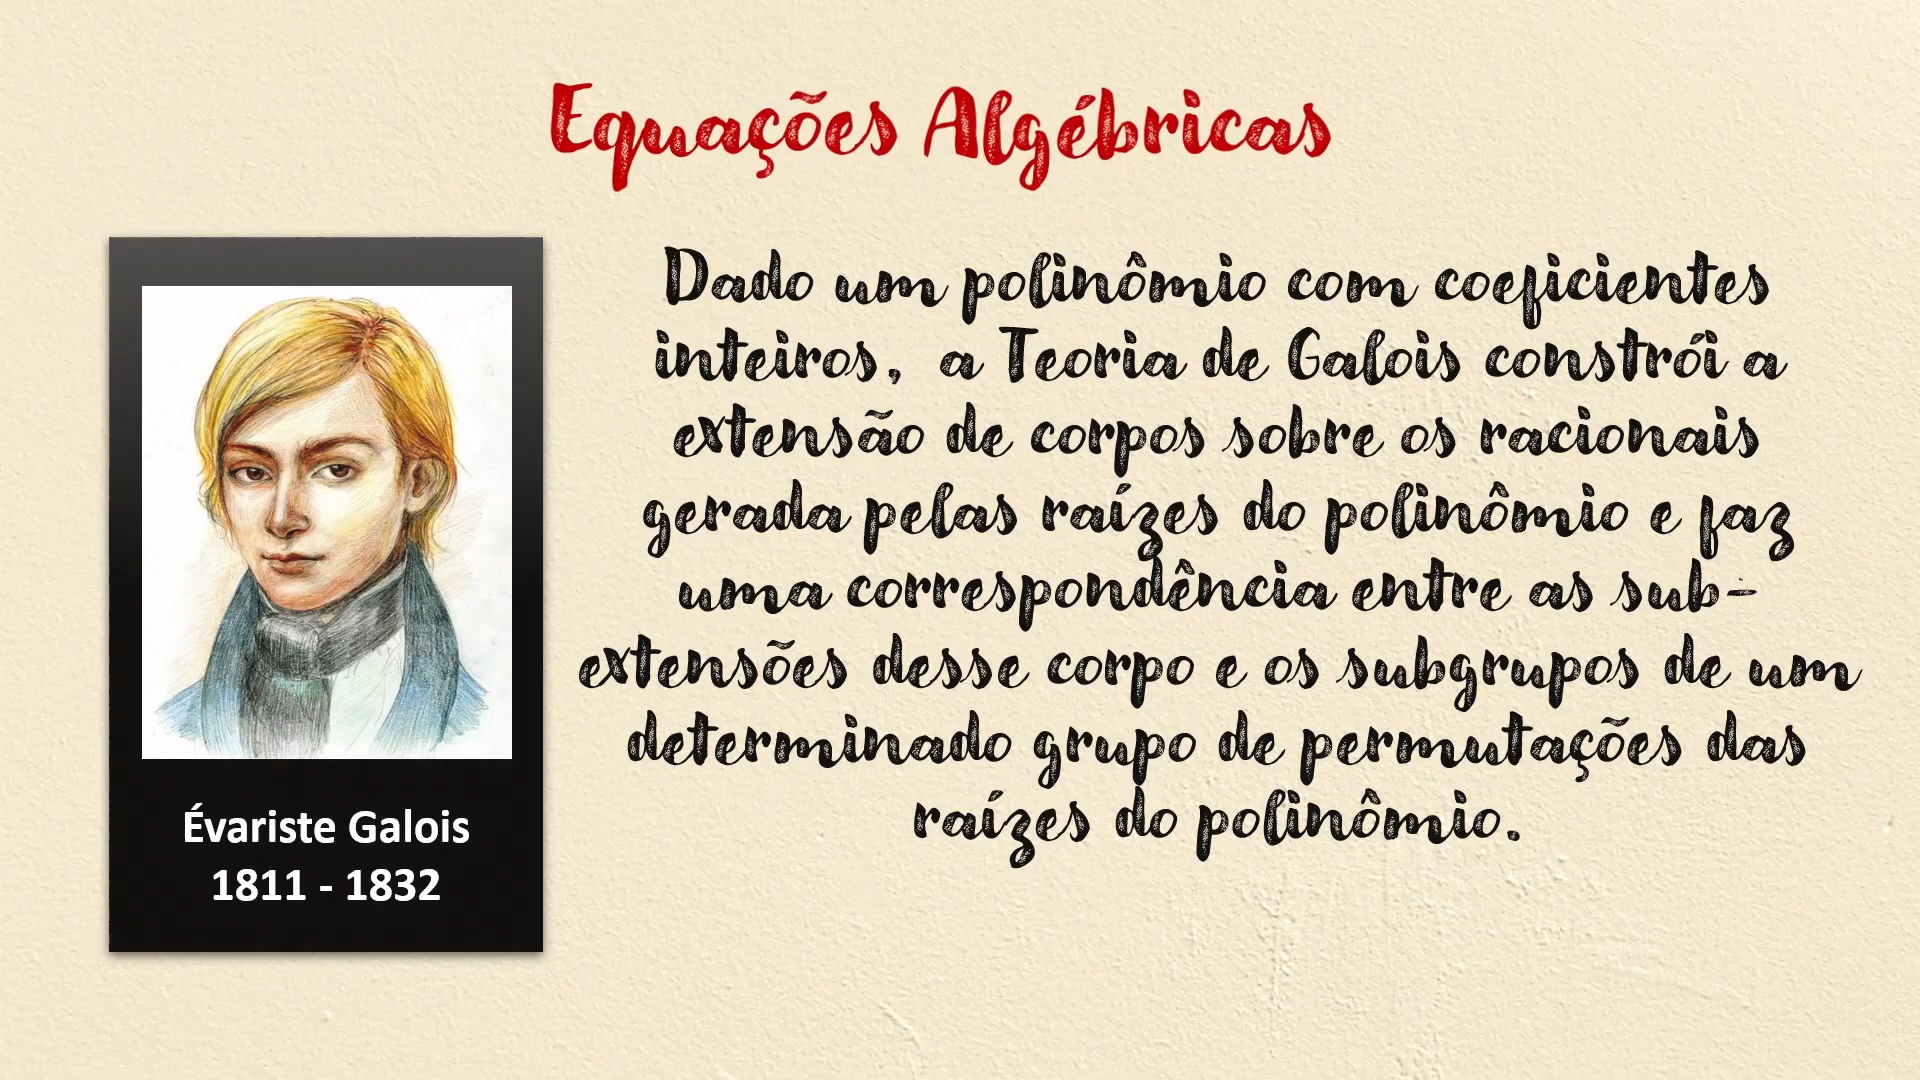 Equações Algébricas
Dado um polinômio com coeficientes
inteiros, a Teoria de Galois constrói a
extensão de corpos sobre os racionais
gerada pelas raízes do polinômio e faz
uma correspondência entre as sub-
extensões desse corpo e os subgrupos de um
determinado grupo de permutações das
raízes do polinômio.
Évariste Galois
1811 - 1832